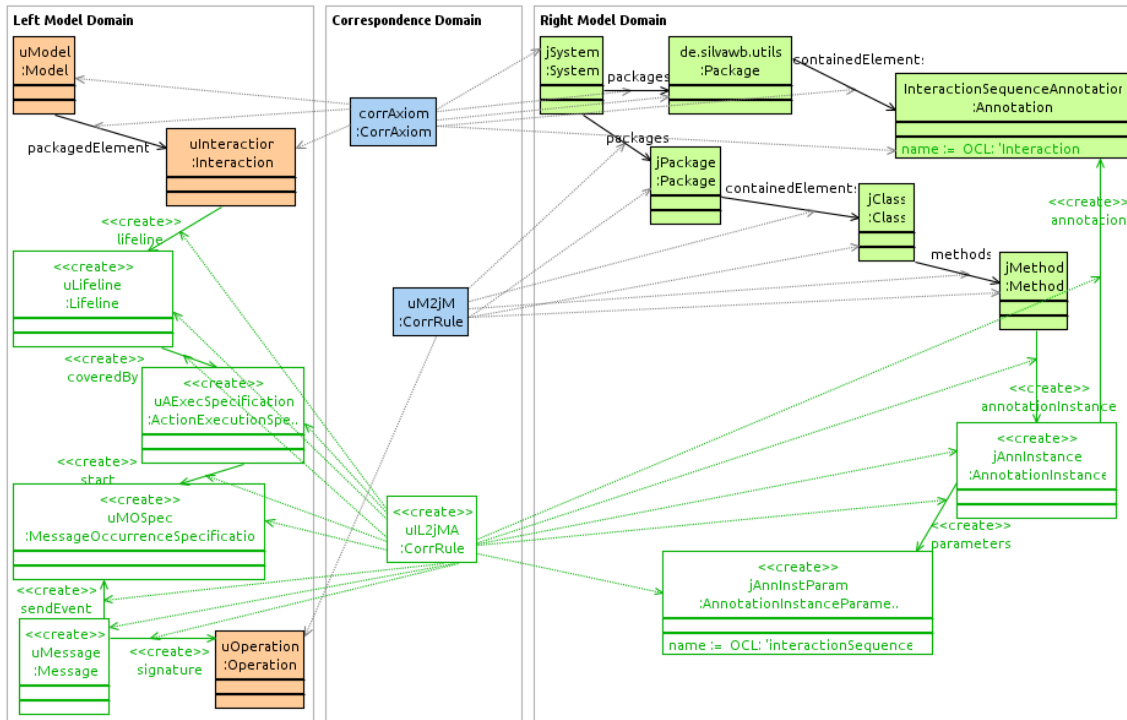 Left Model Domain
Correspondence Domain
Right Model Domain
uModel
:Model
packagedElement
uInteractior
:Interaction
<<create>>
lifeline
<<create>>
uLifeline
:Lifeline
<<create>>
coveredBy
<<create>>
uAExecSpecification
:ActionExecutionSpe..
<<create>>
start
<<create>>
uMOSpec
:MessageOccurrenceSpecificatio
<<create>>
sendEvent
<<create>>
uMessage
:Message
<<create>>
signature
uOperation
:Operation
corrAxiom
:CorrAxiom
uM2jM
:CorrRule
<<create>>
uIL2jMA
:CorrRule
jSystem
:System
packages
de.silvawb.utils
:Package
containedElement:
InteractionSequenceAnnotatior
:Annotation
name := OCL: 'Interaction
packages
jPackage
:Package
containedElement:
jClass
:Class
<<create>>
annotation
methods
jMethod
:Method
<<create>>
annotationInstance
<<create>>
jAnnInstance
:AnnotationInstance
<<create>>
parameters
<<create>>
jAnnInstParam
:AnnotationInstanceParame..
name := OCL: 'interactionSequence